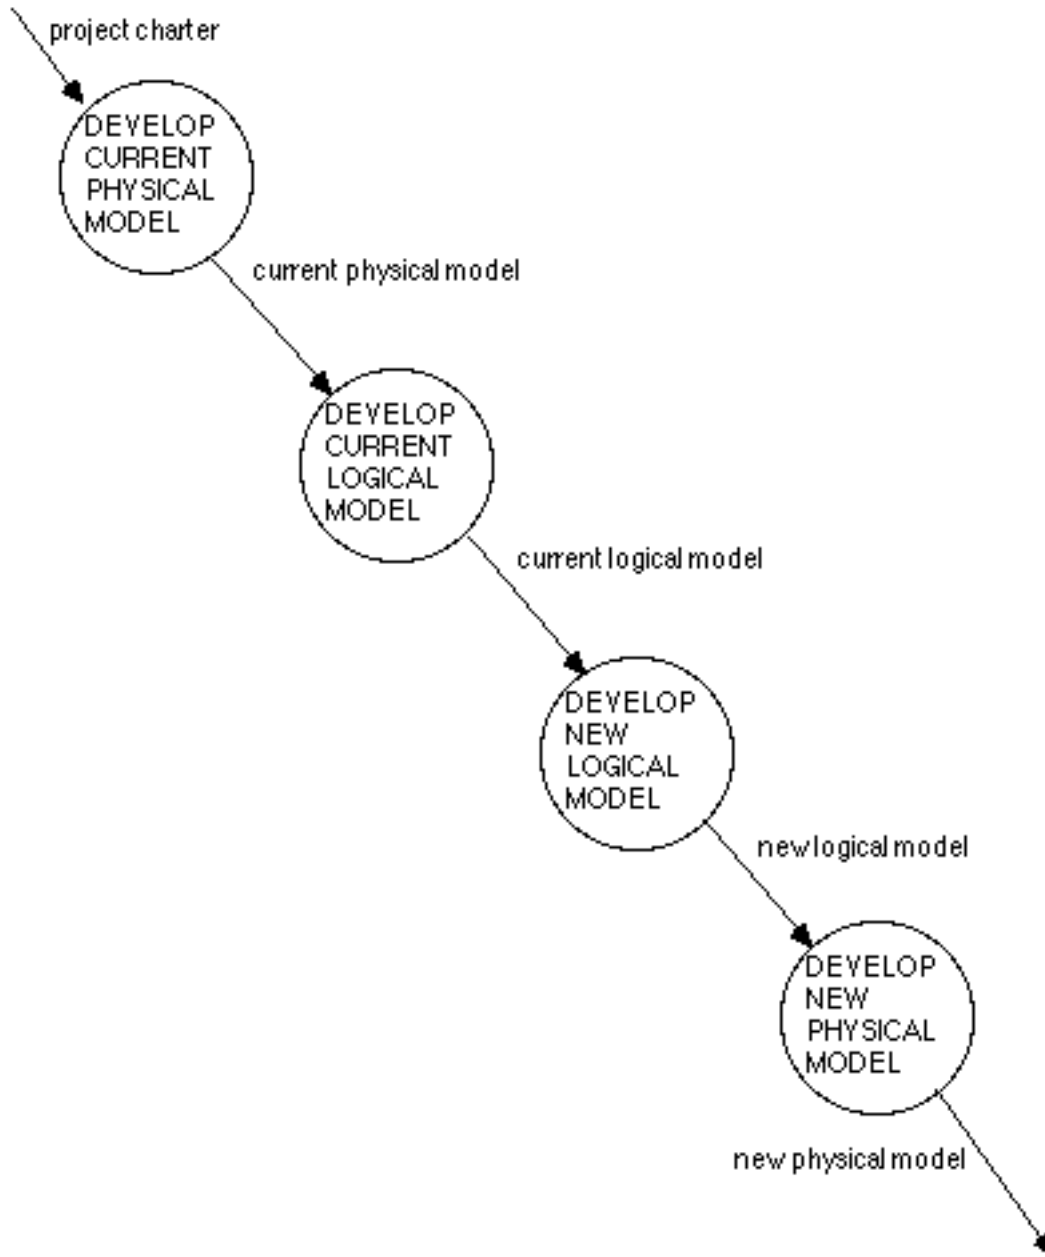 project charter
DEVELOP
CURRENT
PHYSICAL
MODEL
current physical model
DEVELOP
CURRENT
LOGICAL
MODEL
current logical model
DEVELOP
NEW
LOGICAL
MODEL
new logical model
DEVELOP
NEW
PHYSICAL
MODEL
new physical model